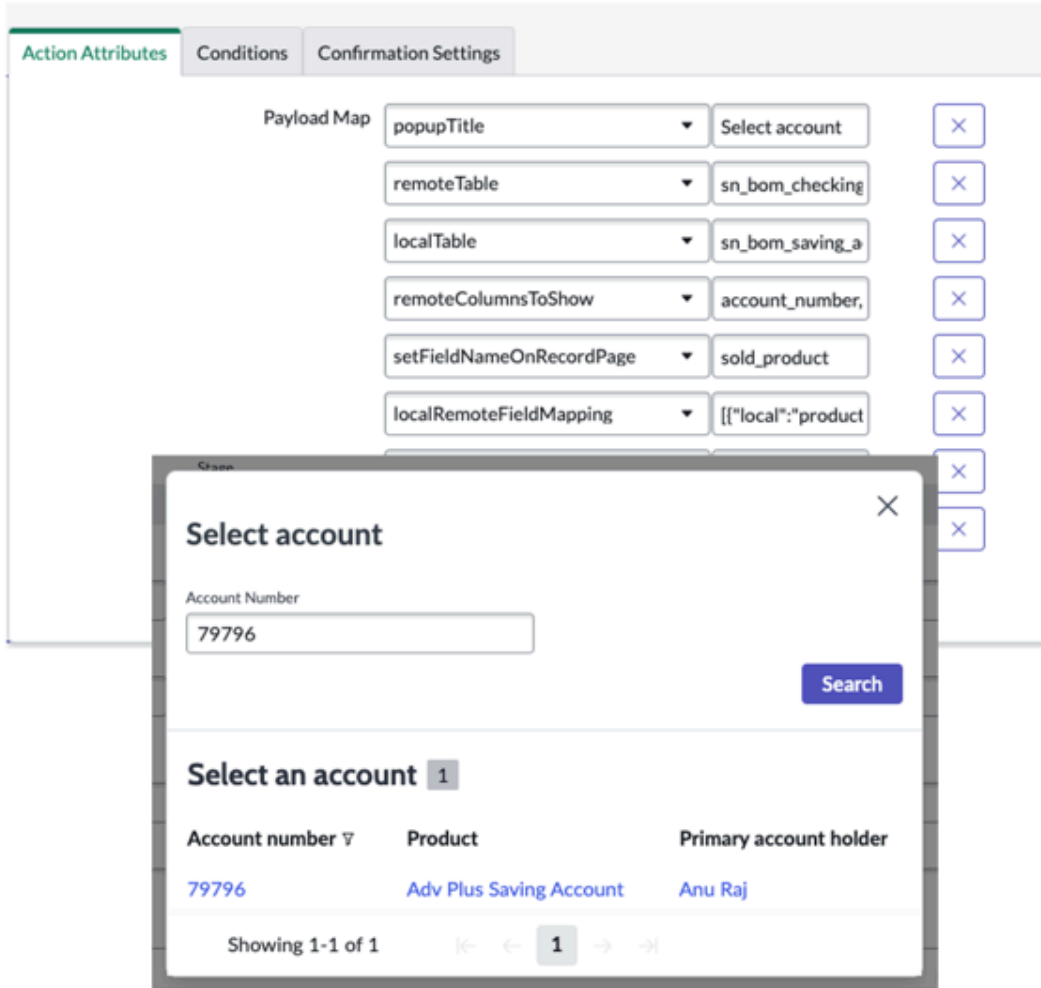 Action Attributes Conditions Confirmation Settings
Payload Map popupTitle Select account
remoteTable sn_bom_checking
localTable sn_bom_saving_a
remoteColumnsToShow account_number,
setFieldNameOnRecordPage sold_product
localRemoteFieldMapping [{"local":"product
Stage
Select account
Account Number
79796
Search
Select an account 1
Account number Product Primary account holder
79796 Adv Plus Saving Account Anu Raj
Showing 1-1 of 1 1